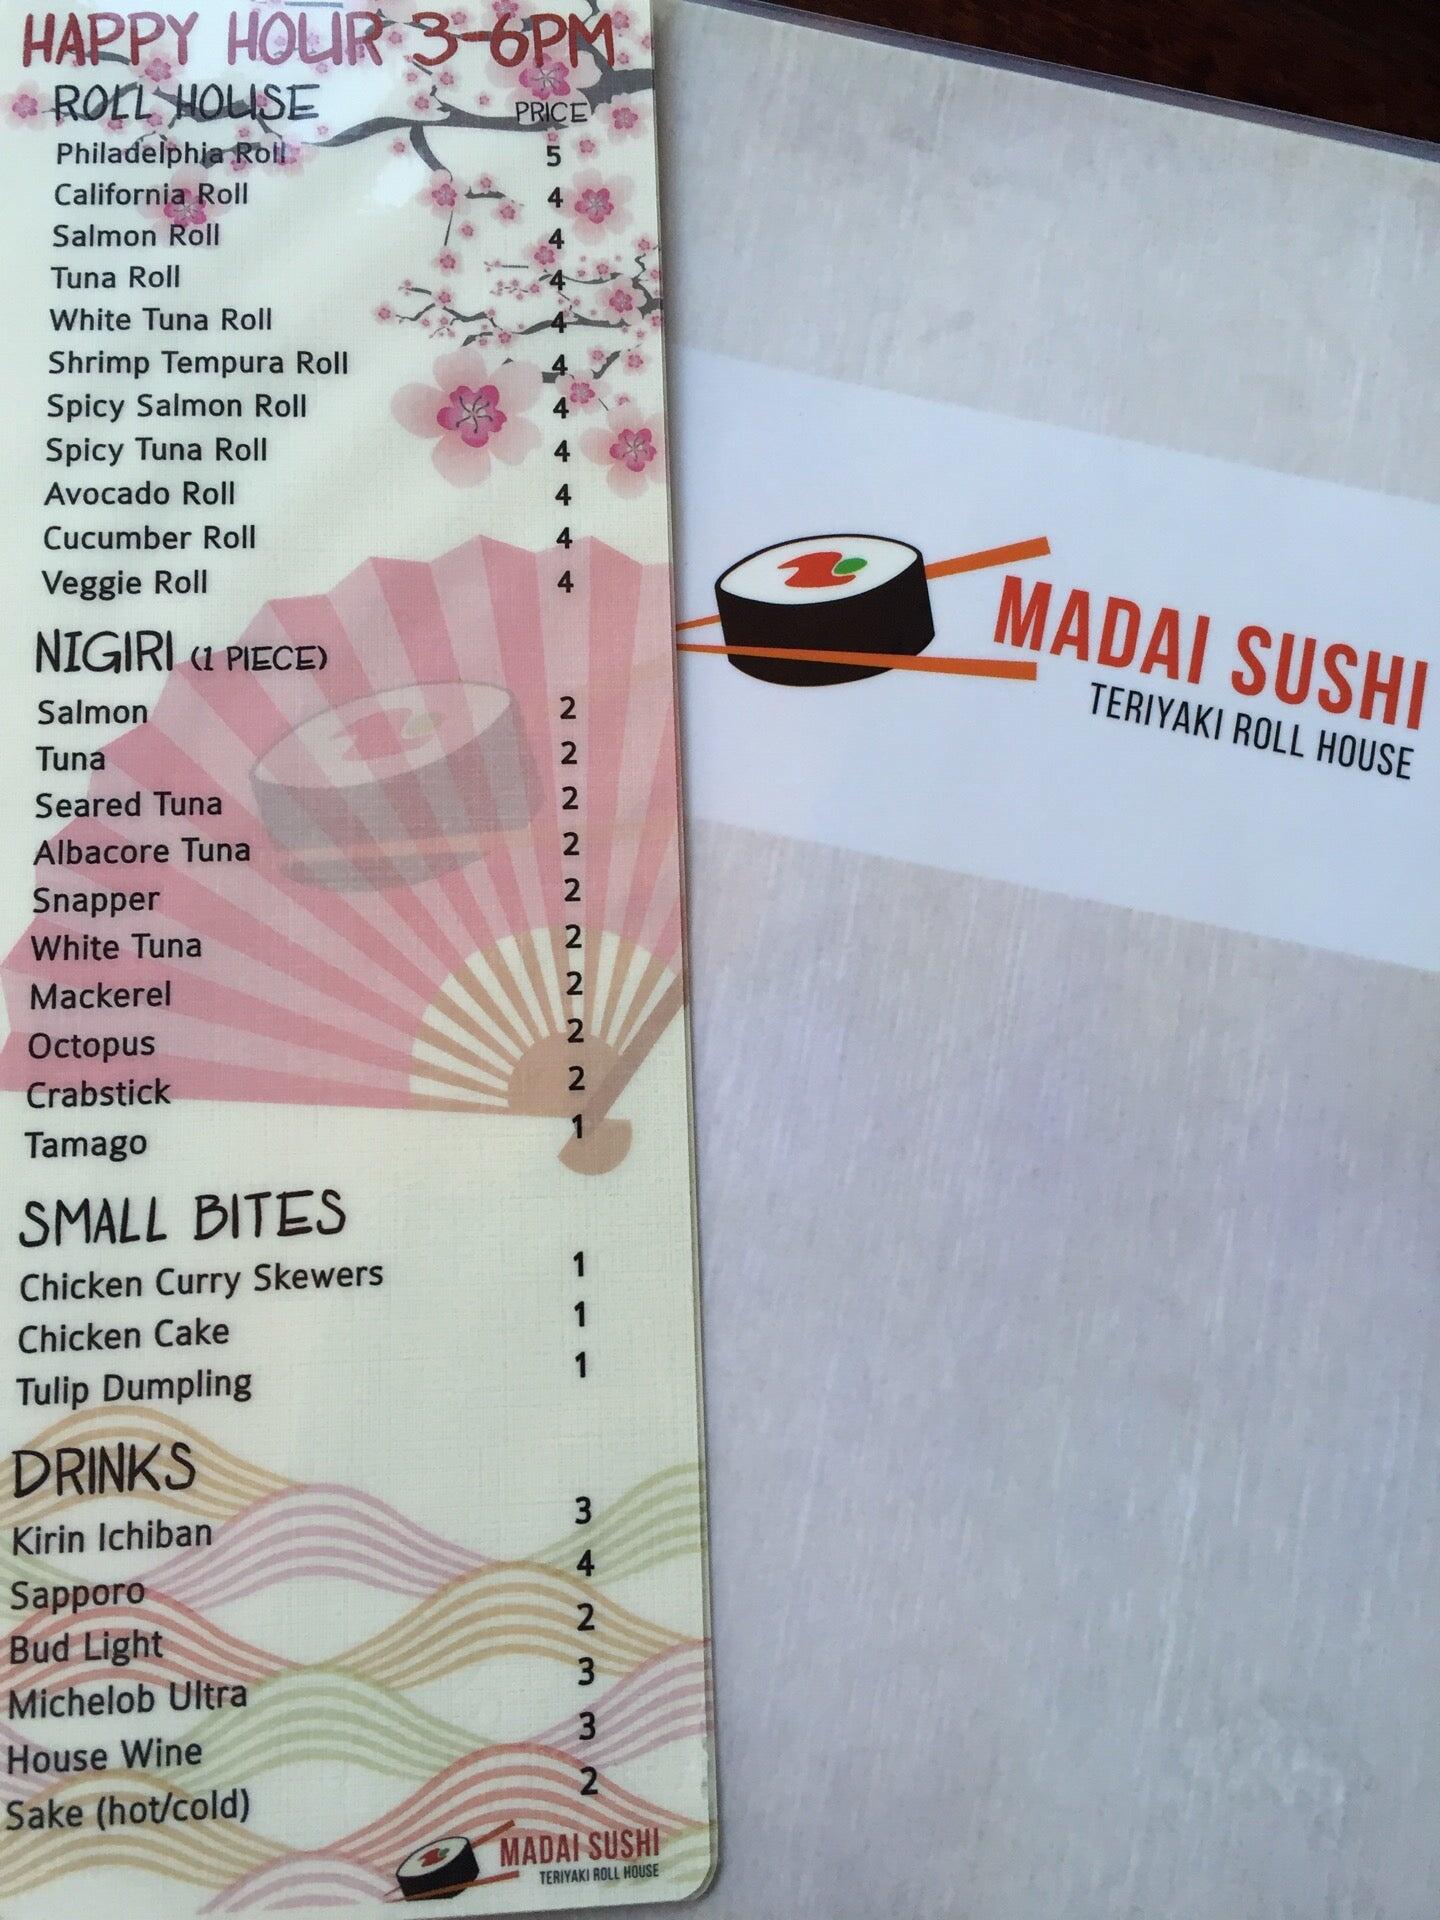 HAPPY HOUR 3-6PM
ROLL HOUSE PRICE
Philadelphia Roll 5
California Roll 4
Salmon Roll 4
Tuna Roll 4
White Tuna Roll 4
Shrimp Tempura Roll 4
Spicy Salmon Roll 4
Spicy Tuna Roll 4
Avocado Roll 4
Cucumber Roll 4
Veggie Roll 4
NIGIRI (1 PIECE)
Salmon 2
Tuna 2
Seared Tuna 2
Albacore Tuna 2
Snapper 2
White Tuna 2
Mackerel 2
Octopus 2
Crabstick 2
Tamago 1
SMALL BITES
Chicken Curry Skewers 1
Chicken Cake 1
Tulip Dumpling 1
DRINKS
Kirin Ichiban 3
Sapporo 4
Bud Light 2
Michelob Ultra 3
House Wine 3
Sake (hot/cold) 2
MADAI SUSHI
TERIYAKI ROLL HOUSE
MADAI SUSHI
TERIYAKI ROLL HOUSE